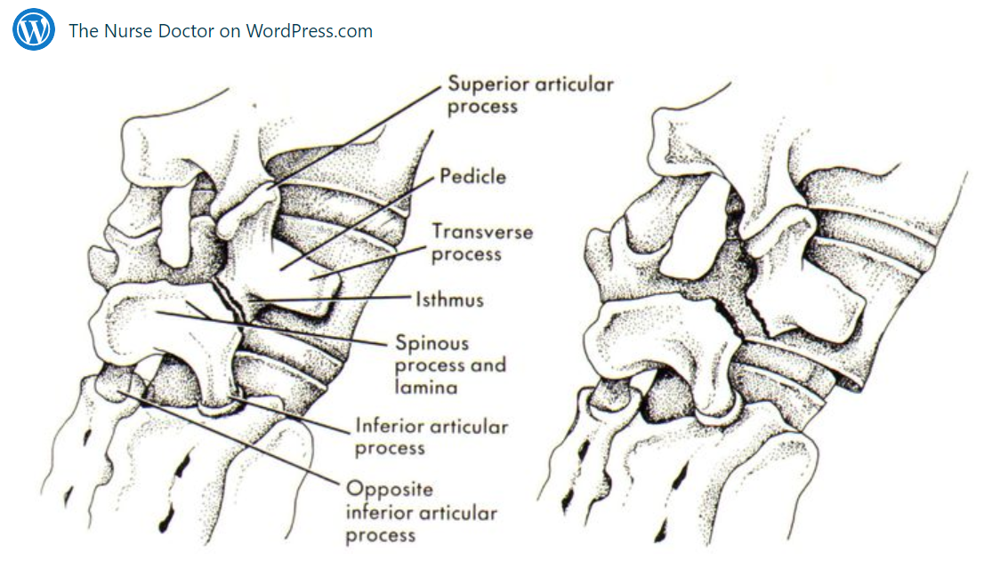 The Nurse Doctor on WordPress.com
Superior articular
process
Pedicle
Transverse
process
Isthmus
Spinous
process and
lamina
Inferior articular
process
Opposite
inferior articular
process